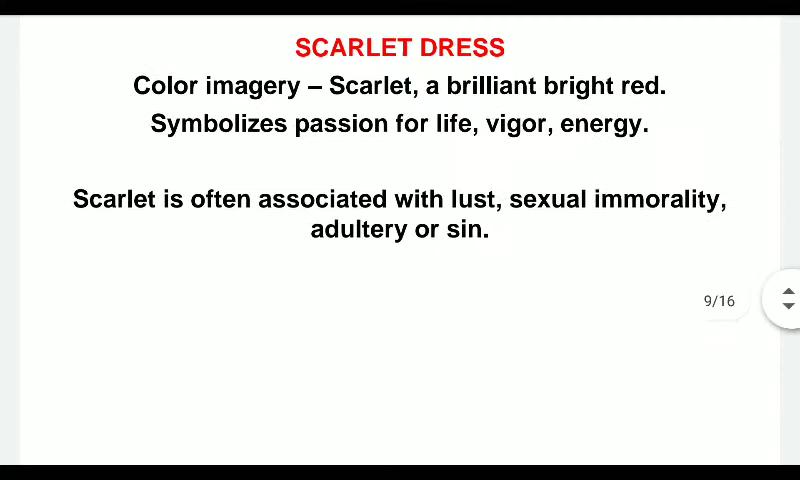 SCARLET DRESS
Color imagery – Scarlet, a brilliant bright red.
Symbolizes passion for life, vigor, energy.
Scarlet is often associated with lust, sexual immorality,
adultery or sin.
9/16